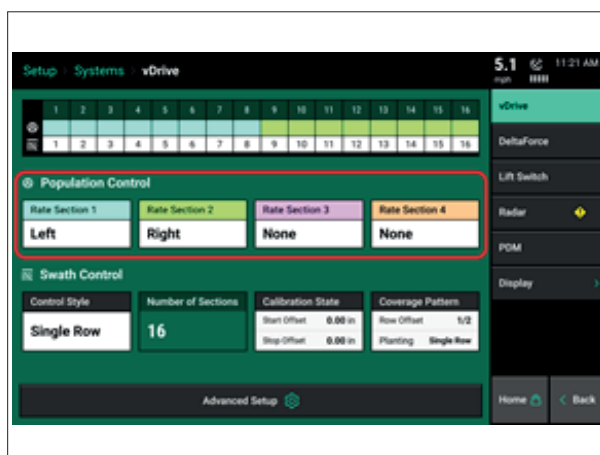 Setup > Systems > vDrive
5.1 mph
11:21 AM
1 2 3 4 5 6 7 8 9 10 11 12 13 14 15 16
1 2 3 4 5 6 7 8 9 10 11 12 13 14 15 16
Population Control
Rate Section 1 Rate Section 2 Rate Section 3 Rate Section 4
Left Right None None
Swath Control
Control Style Number of Sections Calibration State Coverage Pattern
Single Row 16
Start Offset 0.00 in Row Offset 1/2
Stop Offset 0.00 in Planting Single Row
Advanced Setup
vDrive
DeltaForce
Lift Switch
Radar
PDM
Display >
Home < Back